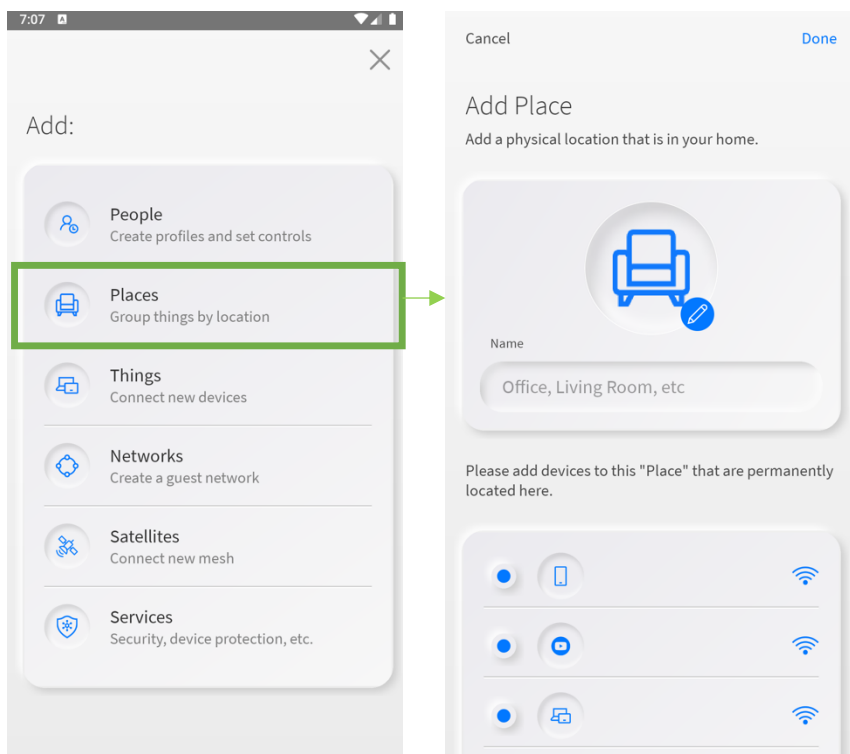 7:07
Add:
People
Create profiles and set controls
Places
Group things by location
Things
Connect new devices
Networks
Create a guest network
Satellites
Connect new mesh
Services
Security, device protection, etc.
Cancel
Done
Add Place
Add a physical location that is in your home.
Name
Office, Living Room, etc
Please add devices to this "Place" that are permanently
located here.